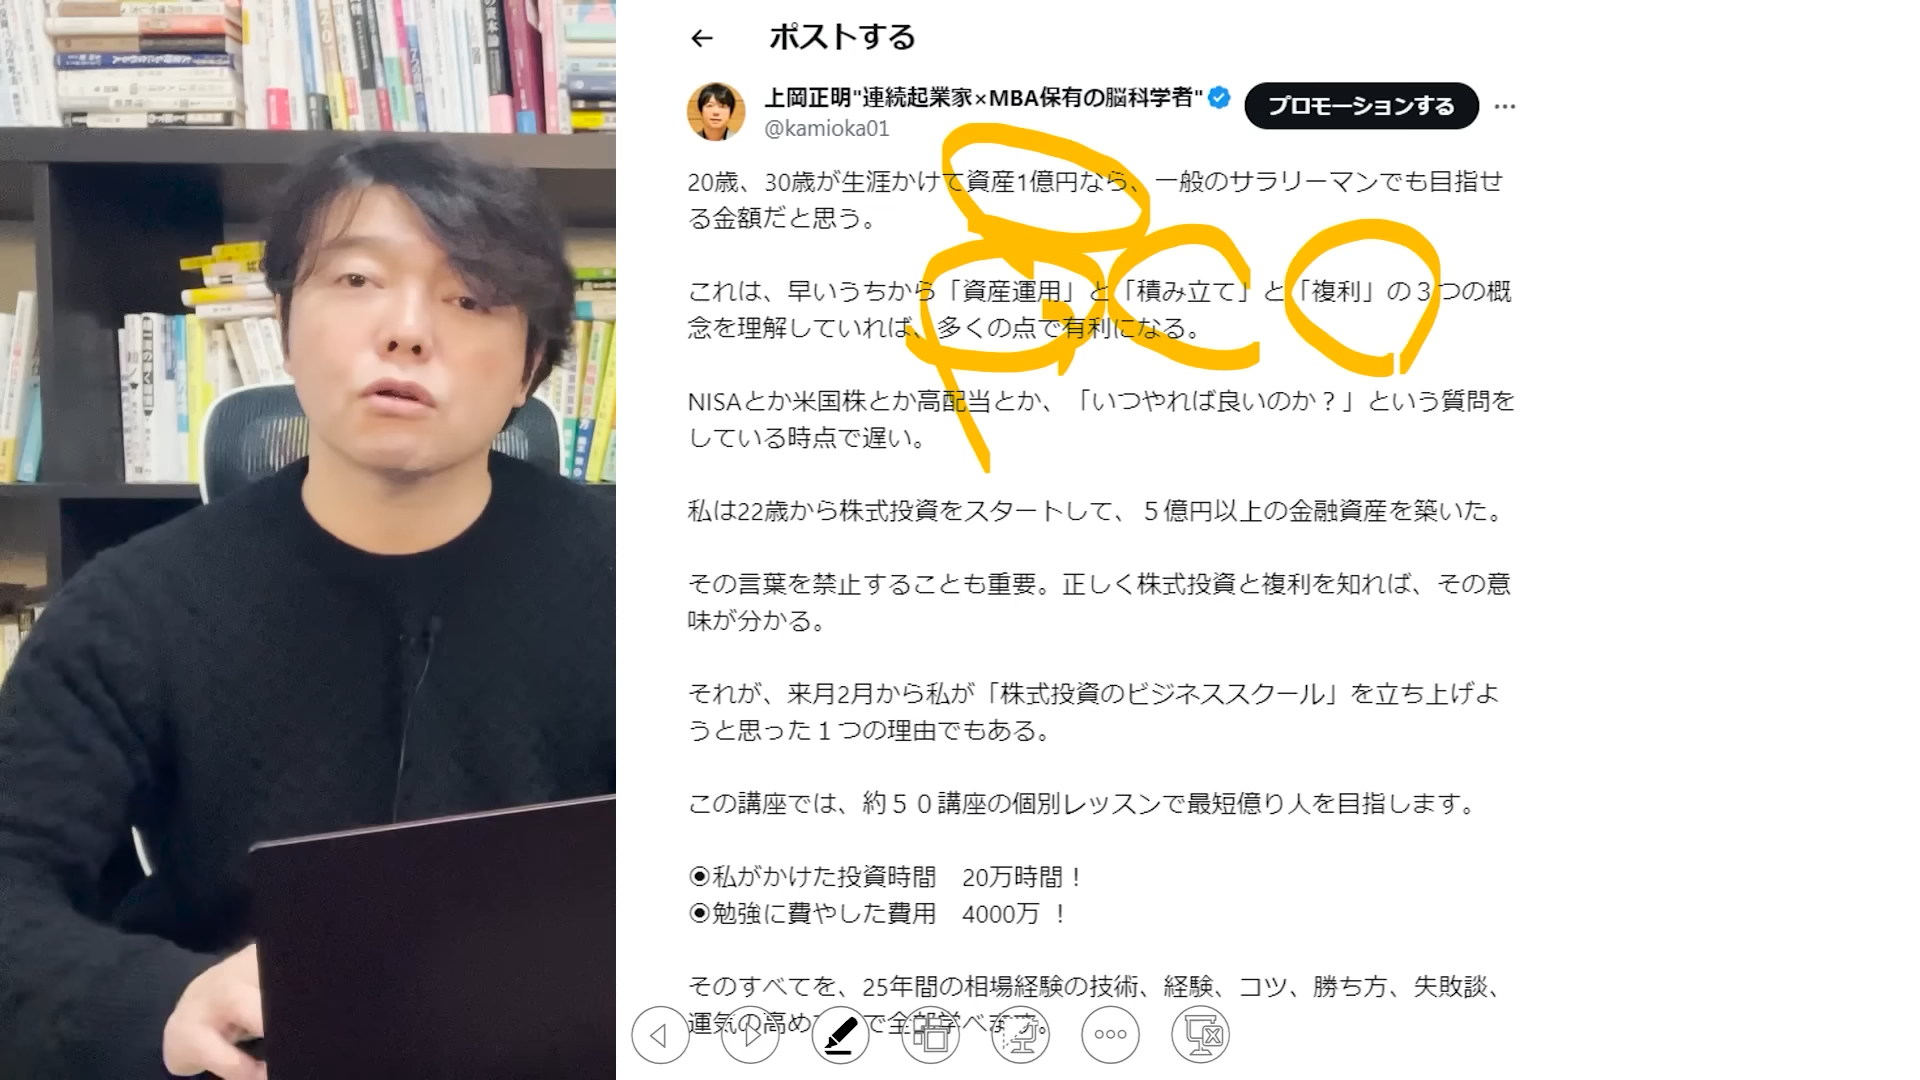 ポストする
上岡正明"連続起業家×MBA保有の脳科学者"
プロモーションする
@kamioka01
20歳、30歳が生涯かけて資産1億円なら、一般のサラリーマンでも目指せ
る金額だと思う。
これは、早いうちから「資産運用」と「積み立て」と「複利」の３つの概
念を理解していれば、多くの点で有利になる。
NISAとか米国株とか高配当とか、「いつやれば良いのか？」という質問を
している時点で遅い。
私は22歳から株式投資をスタートして、５億円以上の金融資産を築いた。
その言葉を禁止することも重要。正しく株式投資と複利を知れば、その意
味が分かる。
それが、来月2月から私が「株式投資のビジネススクール」を立ち上げよ
うと思った１つの理由でもある。
この講座では、約５０講座の個別レッスンで最短億り人を目指します。
◉私がかけた投資時間　20万時間！
◉勉強に費やした費用　4000万 ！
そのすべてを、25年間の相場経験の技術、経験、コツ、勝ち方、失敗談、
運気の高め で全部学べます。